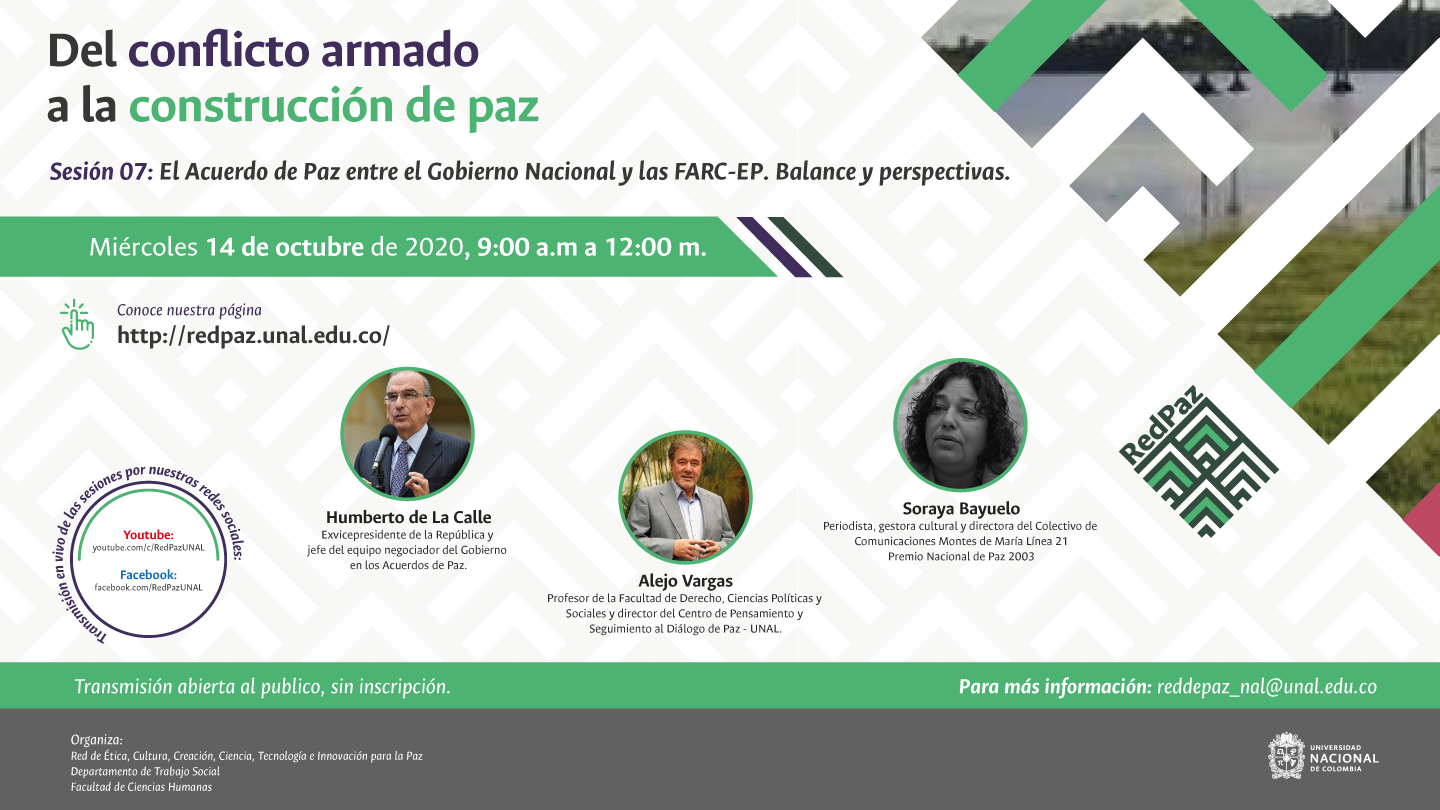 Del conflicto armado
a la construcción de paz
Sesión 07: El Acuerdo de Paz entre el Gobierno Nacional y las FARC-EP. Balance y perspectivas.
Miércoles 14 de octubre de 2020, 9:00 a.m a 12:00 m.
Conoce nuestra página
http://redpaz.unal.edu.co/
Transmisión en vivo de las sesiones por nuestras redes sociales:
Youtube:
youtube.com/c/RedPazUNAL
Facebook:
facebook.com/RedPazUNAL
Humberto de La Calle
Exvicepresidente de la República y
jefe del equipo negociador del Gobierno
en los Acuerdos de Paz.
Alejo Vargas
Profesor de la Facultad de Derecho, Ciencias Políticas y
Sociales y director del Centro de Pensamiento y
Seguimiento al Diálogo de Paz - UNAL.
Soraya Bayuelo
Periodista, gestora cultural y directora del Colectivo de
Comunicaciones Montes de María Línea 21
Premio Nacional de Paz 2003
RedPaz
Transmisión abierta al publico, sin inscripción.
Para más información: reddepaz_nal@unal.edu.co
Organiza:
Red de Ética, Cultura, Creación, Ciencia, Tecnología e Innovación para la Paz
Departamento de Trabajo Social
Facultad de Ciencias Humanas
UNIVERSIDAD
NACIONAL
DE COLOMBIA